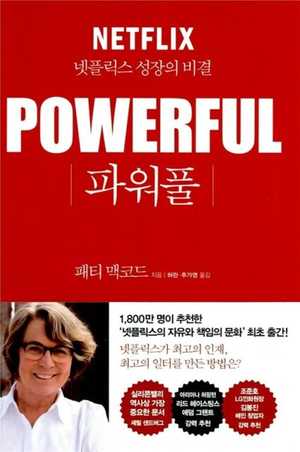 NETFLIX
넷플릭스 성장의 비결
POWERFUL
파워풀
패티 맥코드 지음 / 허란·추가영 옮김
1,800만 명이 추천한
‘넷플릭스의 자유와 책임의 문화’ 최초 출간!
넷플릭스가 최고의 인재,
최고의 일터를 만든 방법은?
실리콘밸리
역사상 가장
중요한 문서
셰릴 샌드버그
아리아나 허핑턴
리드 헤이스팅스
애덤 그랜트
강력 추천
조준호
LG인화원장
김봉진
배민 창업자
강력 추천